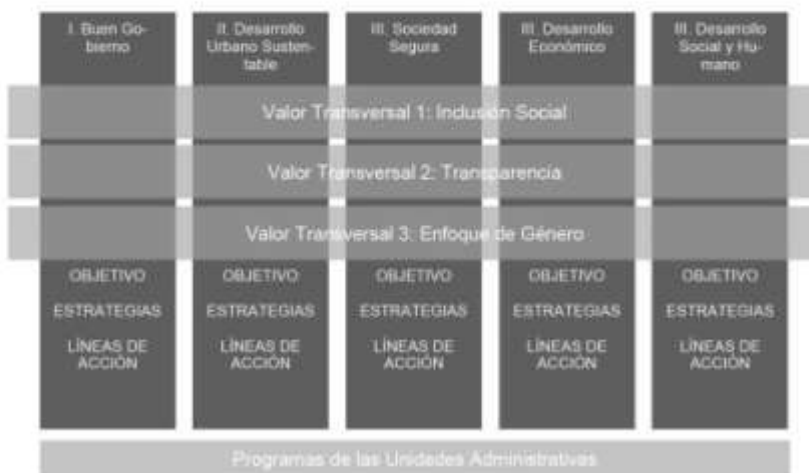 I. Buen Go-
bierno
II. Desarrollo
Urbano Susten-
table
III. Sociedad
Segura
III. Desarrollo
Económico
III. Desarrollo
Social y Hu-
mano
Valor Transversal 1: Inclusión Social
Valor Transversal 2: Transparencia
Valor Transversal 3: Enfoque de Género
OBJETIVO
ESTRATEGIAS
LÍNEAS DE
ACCIÓN
OBJETIVO
ESTRATEGIAS
LÍNEAS DE
ACCIÓN
OBJETIVO
ESTRATEGIAS
LÍNEAS DE
ACCIÓN
OBJETIVO
ESTRATEGIAS
LÍNEAS DE
ACCIÓN
OBJETIVO
ESTRATEGIAS
LÍNEAS DE
ACCIÓN
Programas de las Unidades Administrativas